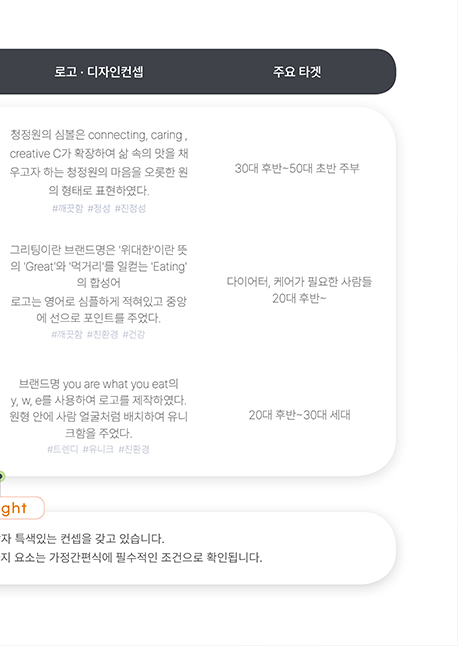 로고 · 디자인컨셉
주요 타겟
청정원의 심볼은 connecting, caring ,
creative C가 확장하여 삶 속의 맛을 채
우고자 하는 청정원의 마음을 오롯한 원
의 형태로 표현하였다.
#깨끗함 #정성 #진정성
30대 후반~50대 초반 주부
그리팅이란 브랜드명은 '위대한'이란 뜻
의 'Great'와 '먹거리'를 일컫는 'Eating'
의 합성어
로고는 영어로 심플하게 적혀있고 중앙
에 선으로 포인트를 주었다.
#깨끗함 #친환경 #건강
다이어터, 케어가 필요한 사람들
20대 후반~
브랜드명 you are what you eat의
y, w, e를 사용하여 로고를 제작하였다.
원형 안에 사람 얼굴처럼 배치하여 유니
크함을 주었다.
#트렌디 #유니크 #친환경
20대 후반~30대 세대
ght
자 특색있는 컨셉을 갖고 있습니다.
지 요소는 가정간편식에 필수적인 조건으로 확인됩니다.